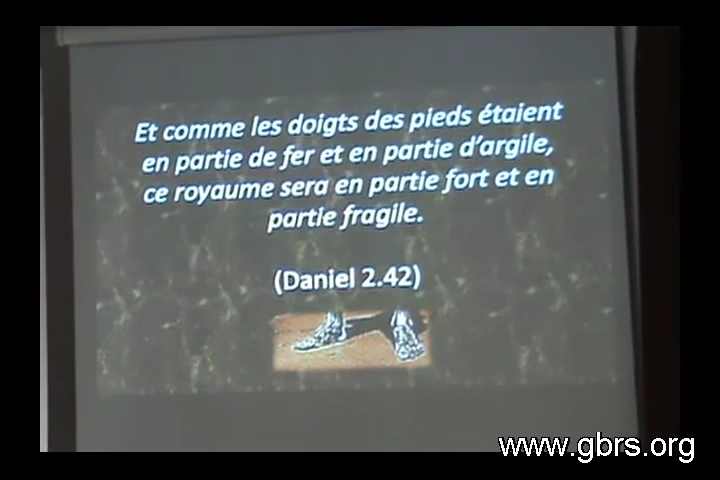 Et comme les doigts des pieds étaient
en partie de fer et en partie d'argile,
ce royaume sera en partie fort et en
partie fragile.
(Daniel 2.42)
www.gbrs.org